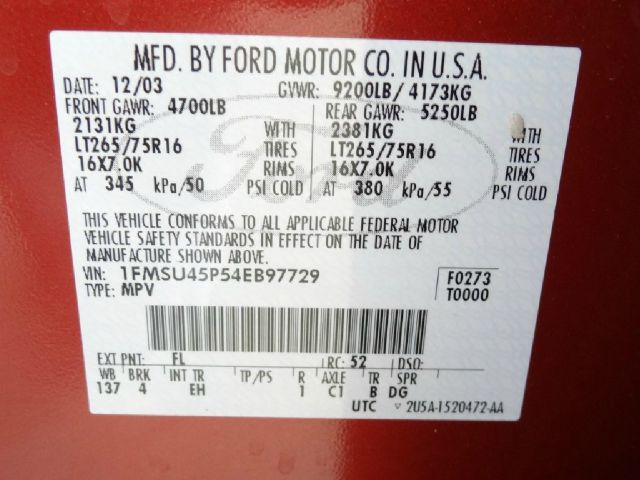 MFD. BY FORD MOTOR CO. IN U.S.A.
DATE: 12/03 GVWR: 9200LB/ 4173KG
FRONT GAWR: 4700LB REAR GAWR: 5250LB
2131KG WITH 2381KG WITH
LT265/75R16 TIRES LT265/75R16 TIRES
16X7.0K RIMS 16X7.0K RIMS
AT 345 kPa/50 PSI COLD AT 380 kPa/55 PSI COLD
Ford
THIS VEHICLE CONFORMS TO ALL APPLICABLE FEDERAL MOTOR
VEHICLE SAFETY STANDARDS IN EFFECT ON THE DATE OF
MANUFACTURE SHOWN ABOVE.
VIN: 1FMSU45P54EB97729 F0273
TYPE: MPV T0000
EXT PNT: FL RC: 52 DSO:
WB BRK INT TR TP/PS R AXLE TR SPR
137 4 EH 1 C1 B DG
UTC ▿ 2U5A-1520472-AA